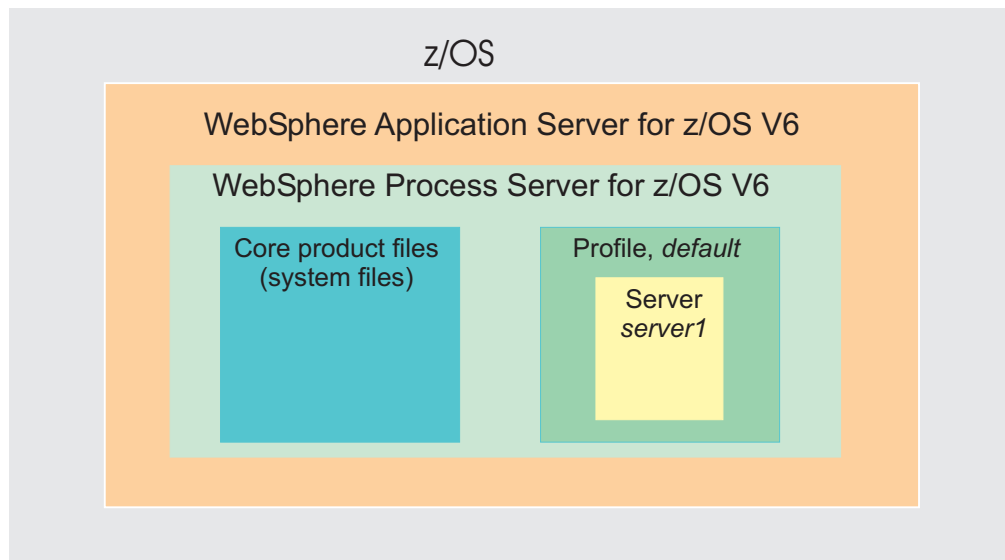 z/OS
WebSphere Application Server for z/OS V6
WebSphere Process Server for z/OS V6
Core product files
(system files)
Profile, default
Server
server1